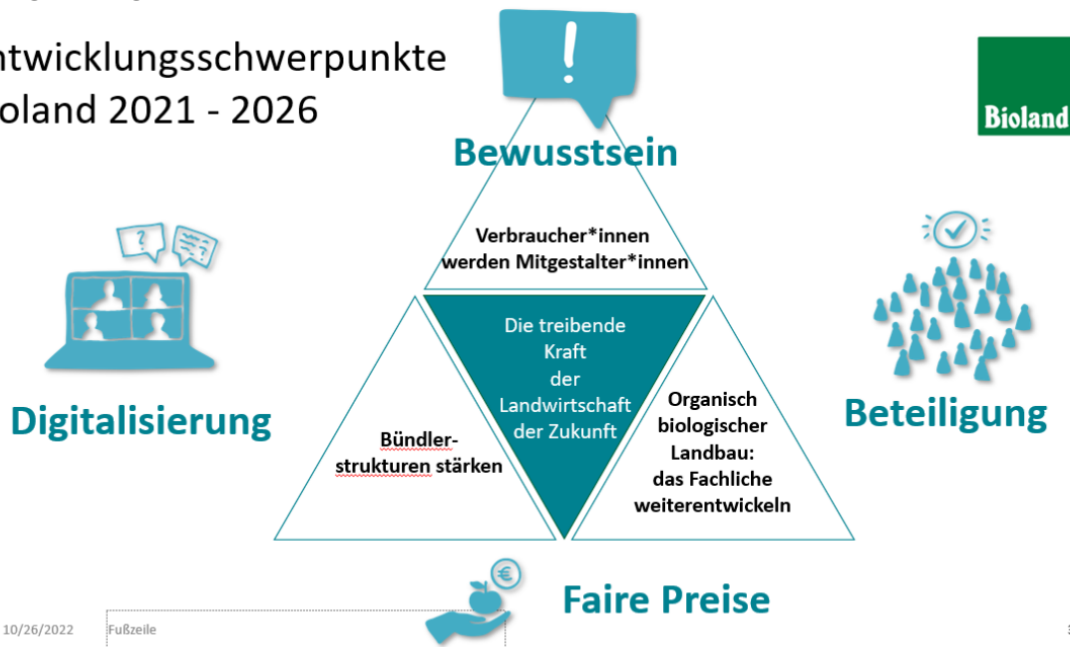 ntwicklungsschwerpunkte
oland 2021 - 2026
!
Bioland
Bewusstsein
Verbraucher*innen
werden Mitgestalter*innen
?
Digitalisierung
Die treibende
Kraft
der
Landwirtschaft
der Zukunft
Beteiligung
Bündler-
strukturen stärken
Organisch
biologischer
Landbau:
das Fachliche
weiterentwickeln
€
Faire Preise
10/26/2022
Fußzeile